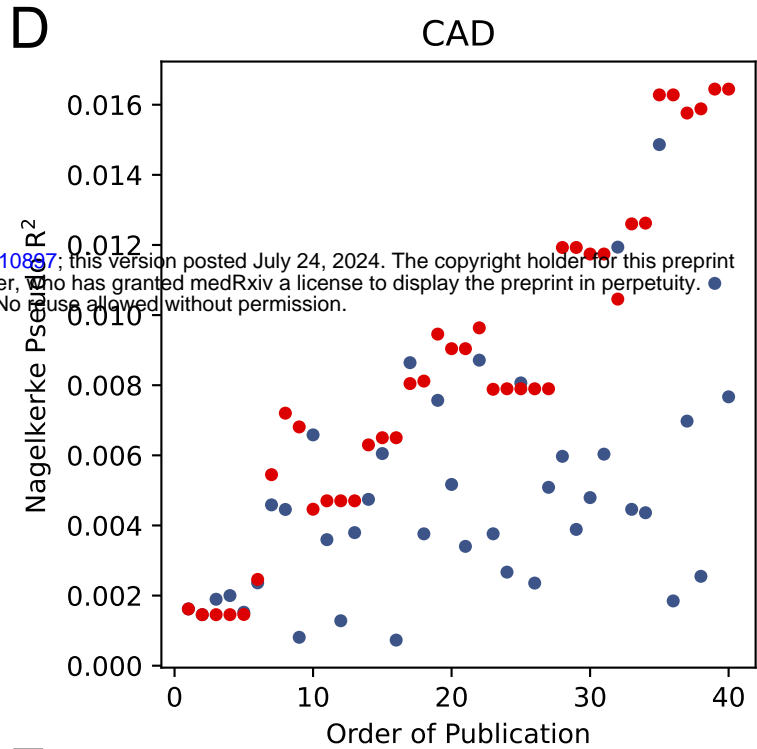 D
CAD
0.016
0.014
0.012
10897; this version posted July 24, 2024. The copyright holder for this preprint
er, who has granted medRxiv a license to display the preprint in perpetuity.
No reuse allowed without permission.
0.010
0.008
0.006
0.004
0.002
0.000
Nagelkerke Pseudo R²
0 10 20 30 40
Order of Publication